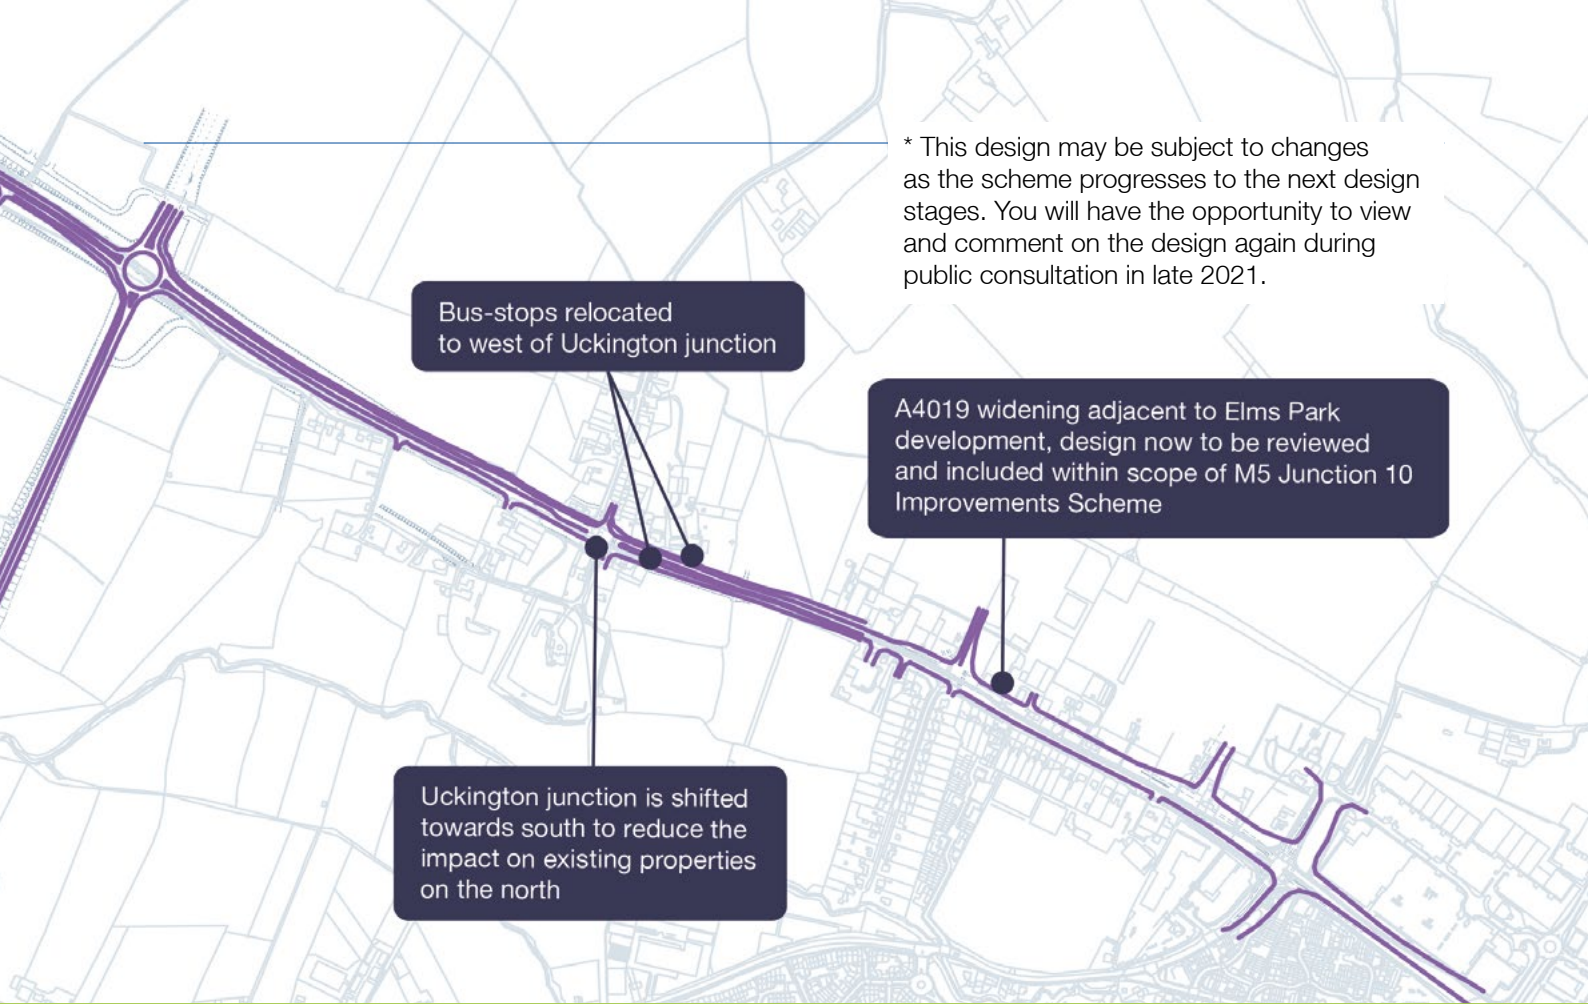 * This design may be subject to changes
as the scheme progresses to the next design
stages. You will have the opportunity to view
and comment on the design again during
public consultation in late 2021.
Bus-stops relocated
to west of Uckington junction
A4019 widening adjacent to Elms Park
development, design now to be reviewed
and included within scope of M5 Junction 10
Improvements Scheme
Uckington junction is shifted
towards south to reduce the
impact on existing properties
on the north